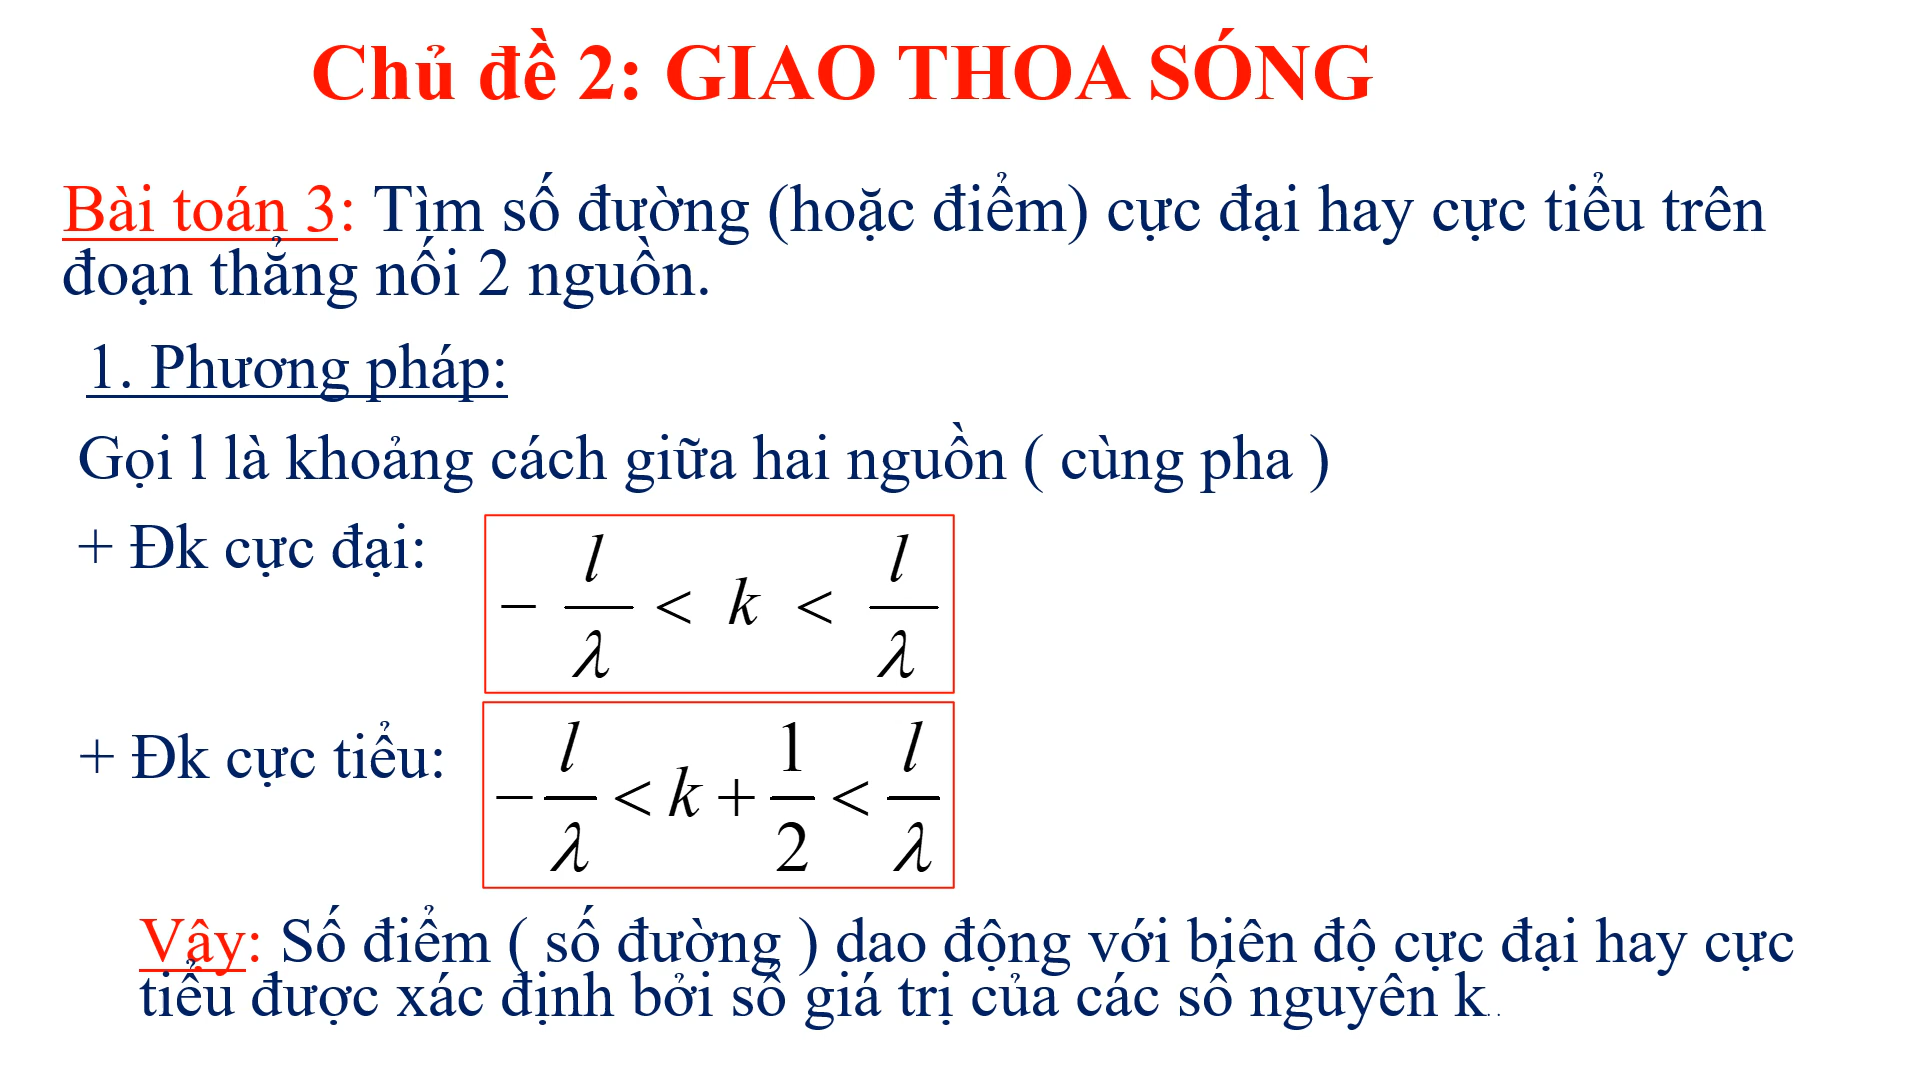 Chủ đề 2: GIAO THOA SÓNG
Bài toán 3: Tìm số đường (hoặc điểm) cực đại hay cực tiểu trên
đoạn thẳng nối 2 nguồn.
1. Phương pháp:
Gọi l là khoảng cách giữa hai nguồn ( cùng pha )
+ Đk cực đại: - l/λ < k < l/λ
+ Đk cực tiểu: - l/λ < k + 1/2 < l/λ
Vậy: Số điểm ( số đường ) dao động với biên độ cực đại hay cực
tiểu được xác định bởi số giá trị của các số nguyên k..